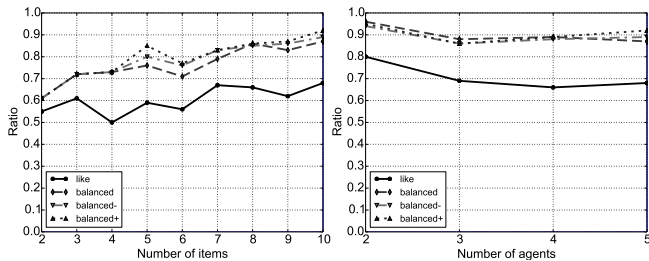 1.0
0.9
0.8
0.7
0.6
0.5
0.4
0.3
0.2
0.1
0.0
Ratio
2 3 4 5 6 7 8 9 10
Number of items
like
balanced
balanced-
balanced+
1.0
0.9
0.8
0.7
0.6
0.5
0.4
0.3
0.2
0.1
0.0
Ratio
2 3 4 5
Number of agents
like
balanced
balanced-
balanced+